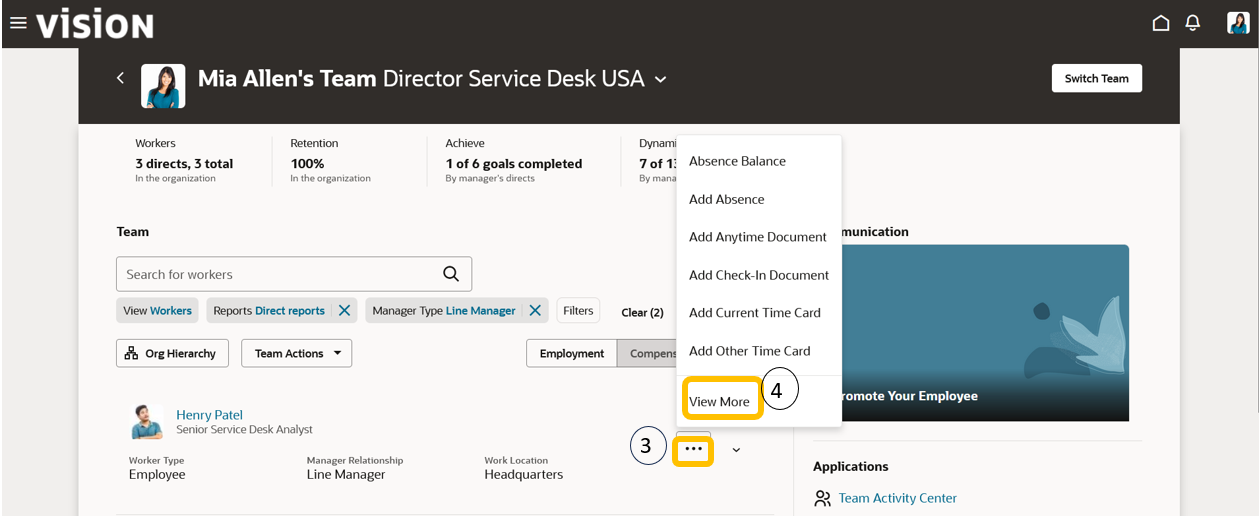 vision
Mia Allen's Team Director Service Desk USA
Switch Team
Workers
3 directs, 3 total
In the organization
Retention
100%
In the organization
Achieve
1 of 6 goals completed
By manager's directs
Dynami
7 of 13
By mana
Absence Balance
Add Absence
Add Anytime Document
Add Check-In Document
Add Current Time Card
Add Other Time Card
View More
4
Team
Search for workers
View Workers
Reports Direct reports
Manager Type Line Manager
Filters
Clear (2)
Org Hierarchy
Team Actions
Employment
Compens
Henry Patel
Senior Service Desk Analyst
3
Worker Type
Employee
Manager Relationship
Line Manager
Work Location
Headquarters
munication
romote Your Employee
Applications
Team Activity Center